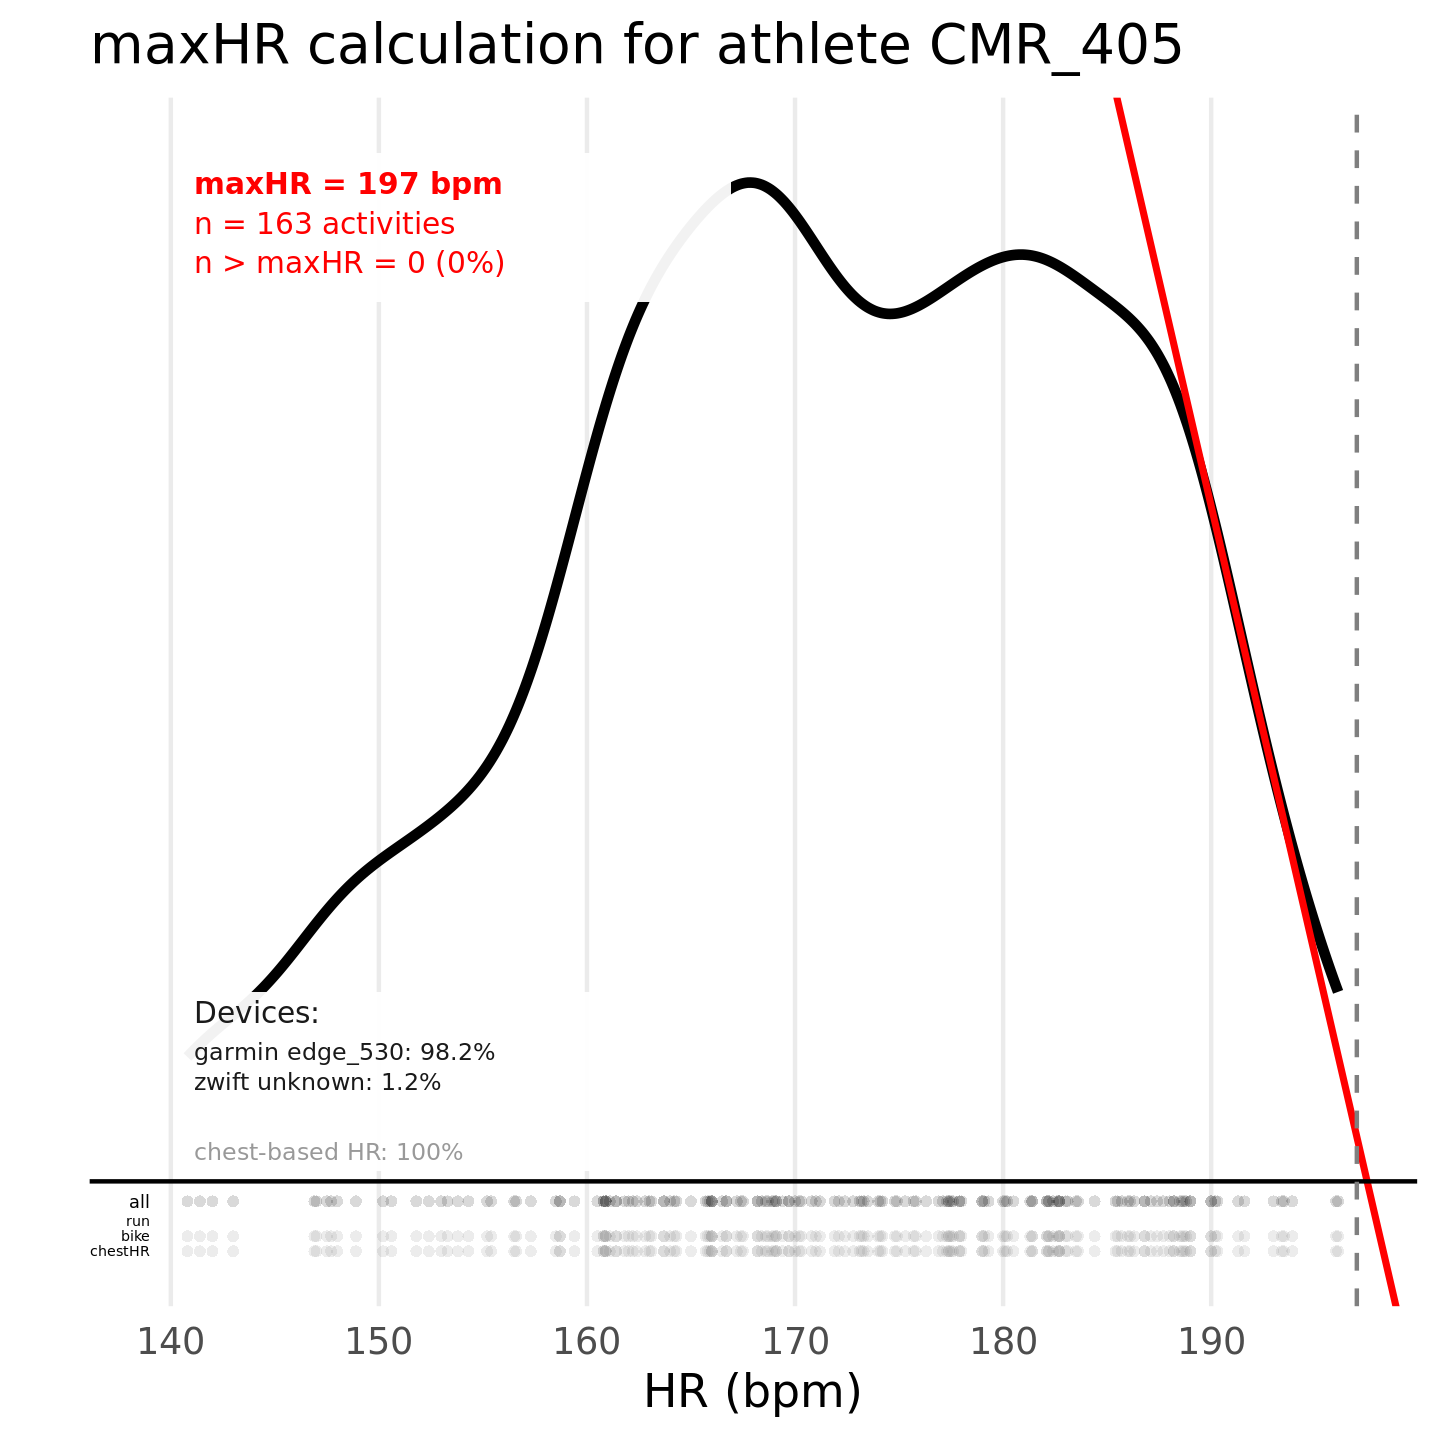 maxHR calculation for athlete CMR_405
maxHR = 197 bpm
n = 163 activities
n > maxHR = 0 (0%)
Devices:
garmin edge_530: 98.2%
zwift unknown: 1.2%
chest-based HR: 100%
all
run
bike
chestHR
140 150 160 170 180 190
HR (bpm)